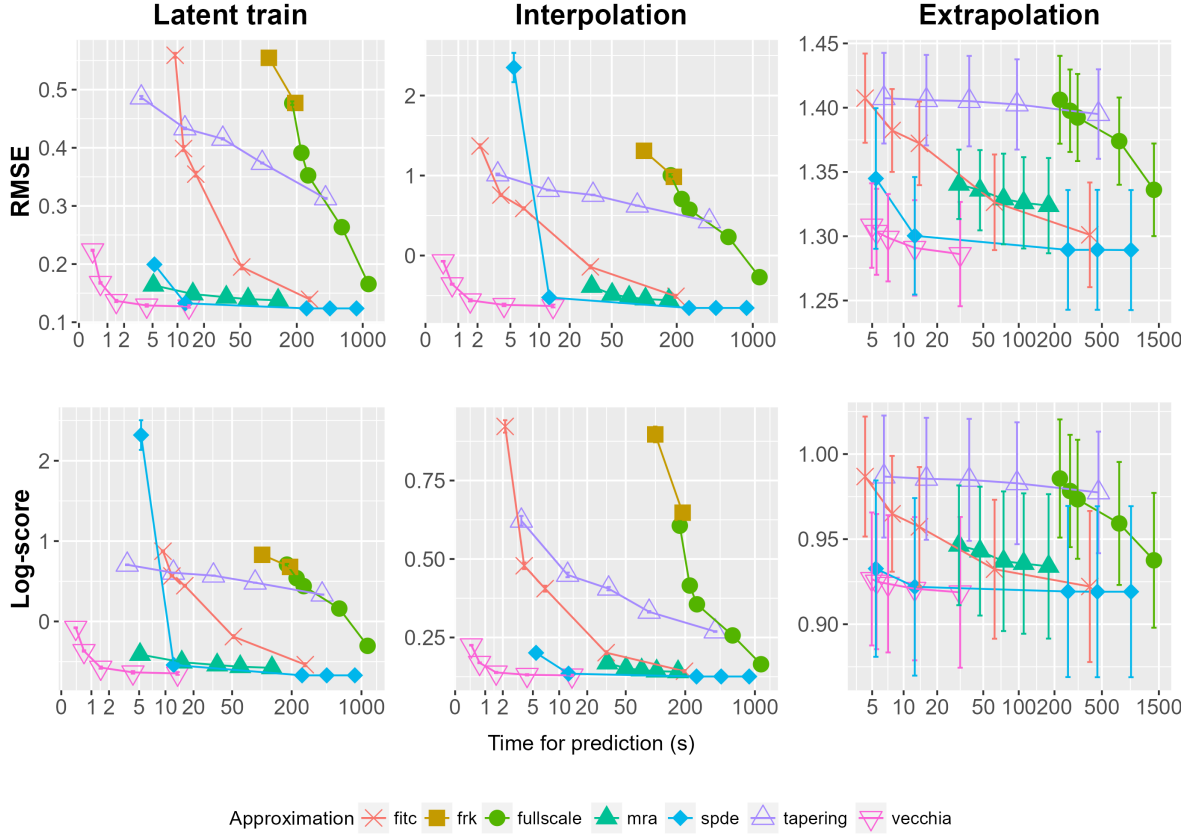 Latent train Interpolation Extrapolation
RMSE
0.5
0.4
0.3
0.2
0.1
0 1 2 5 10 20 50 200 1000
2
1
0
0 1 2 5 10 20 50 200 1000
1.45
1.40
1.35
1.30
1.25
5 10 20 50 100 200 500 1500
Log-score
2
1
0
0 1 2 5 10 20 50 200 1000
0.75
0.50
0.25
0 1 2 5 10 20 50 200 1000
1.00
0.95
0.90
5 10 20 50 100 200 500 1500
Time for prediction (s)
Approximation fitc frk fullscale mra spde tapering vecchia